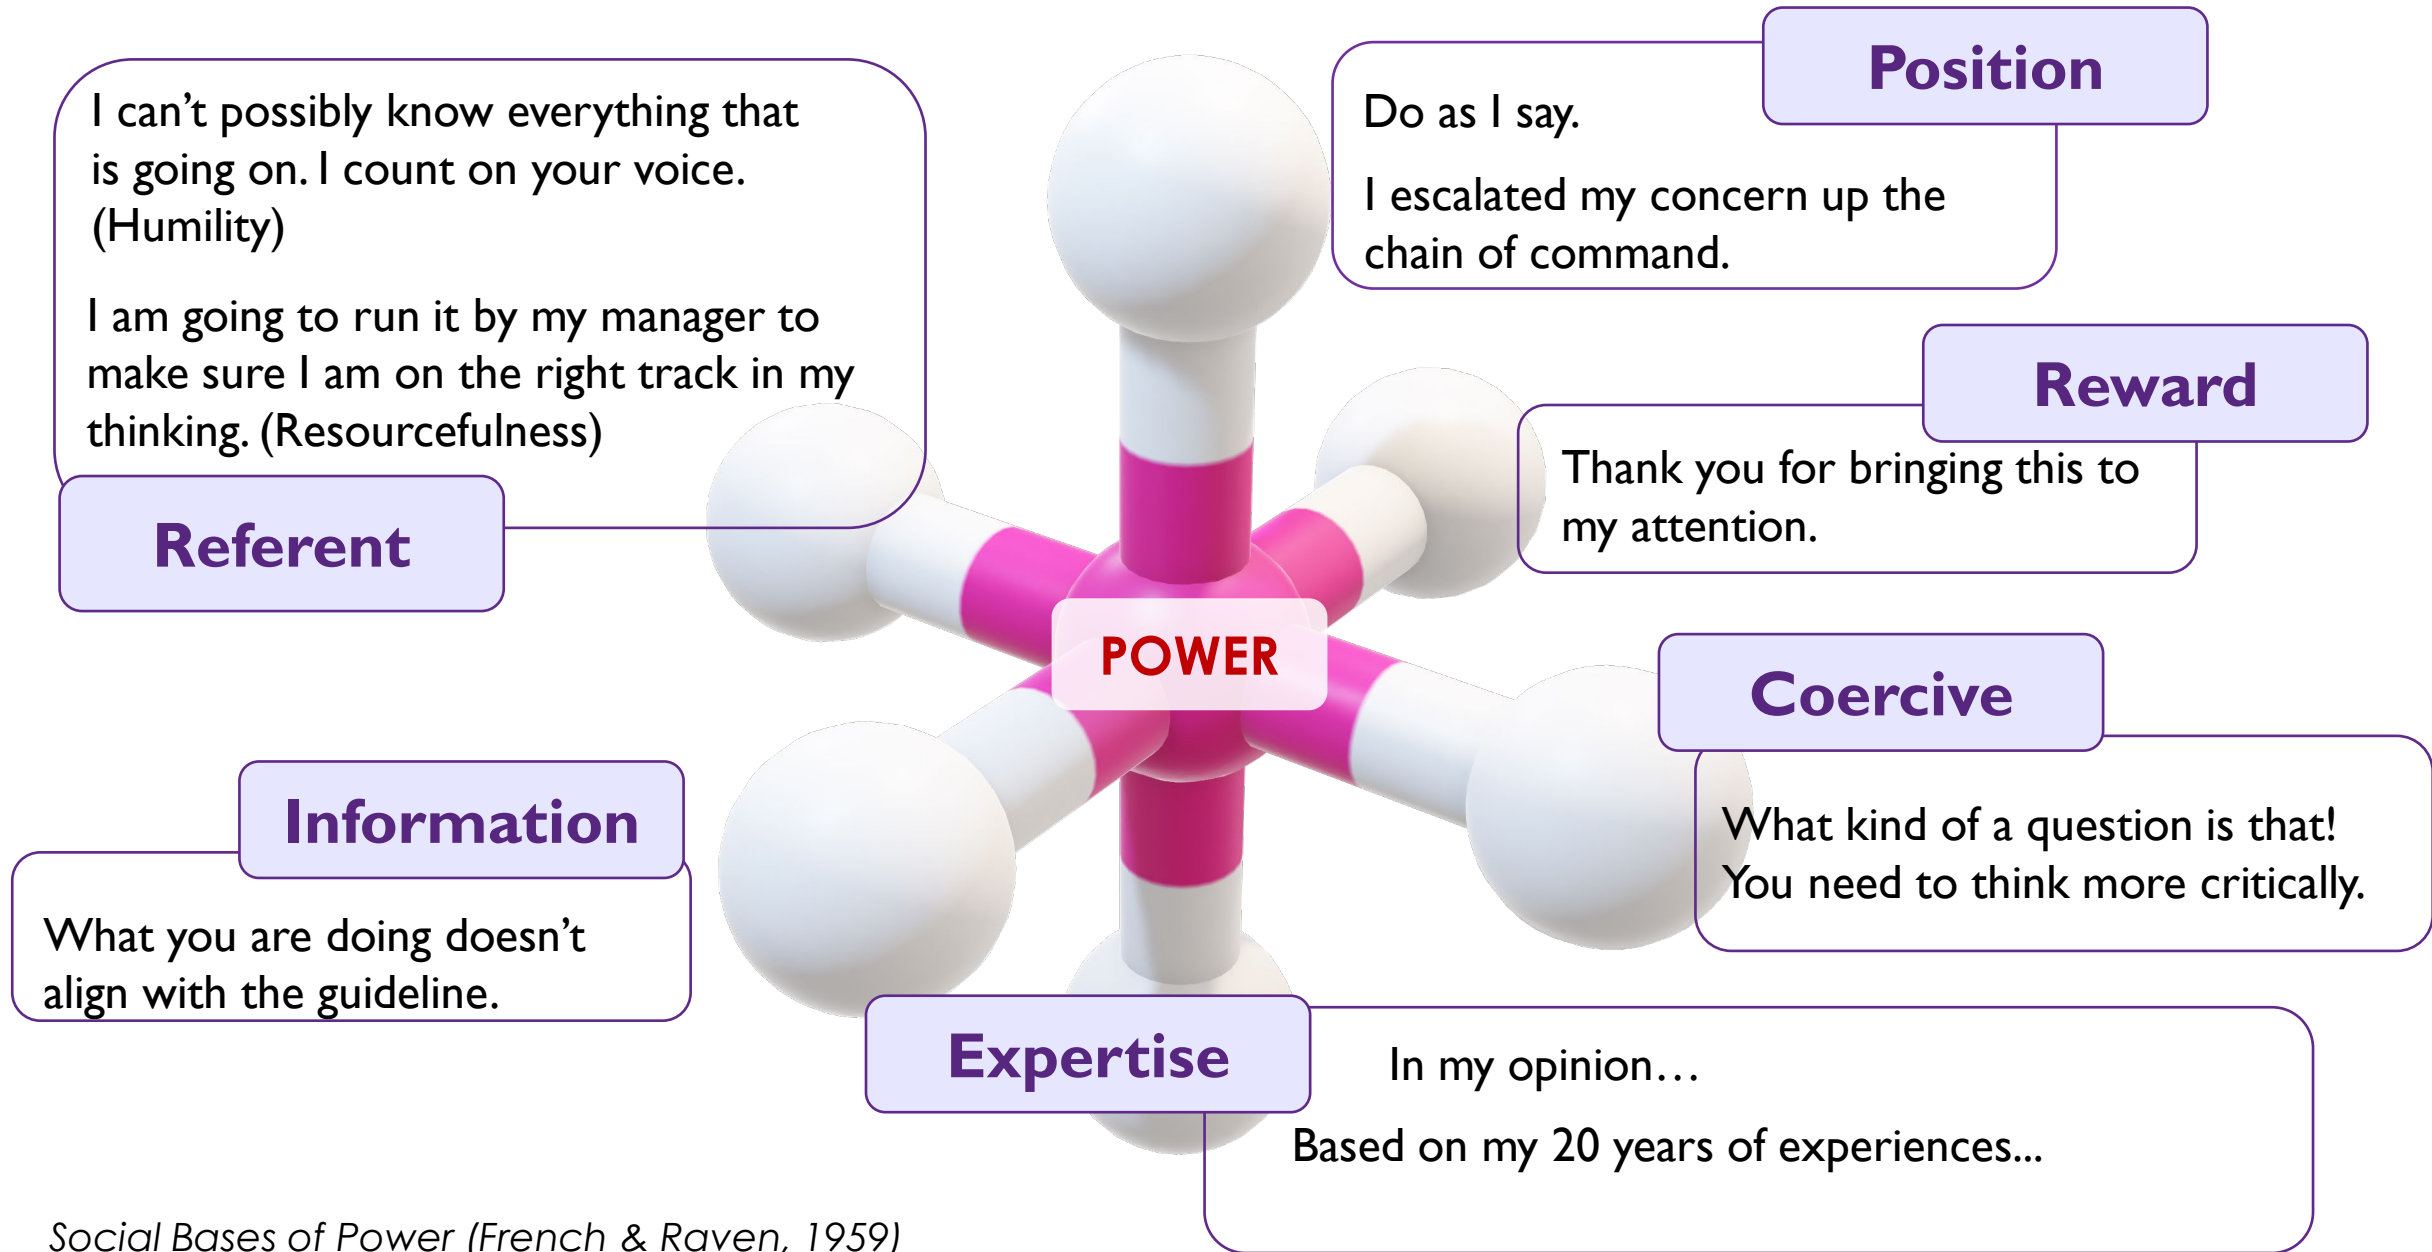 Position
Do as I say.
I escalated my concern up the
chain of command.
I can’t possibly know everything that
is going on. I count on your voice.
(Humility)
I am going to run it by my manager to
make sure I am on the right track in my
thinking. (Resourcefulness)
Referent
Reward
Thank you for bringing this to
my attention.
POWER
Coercive
What kind of a question is that!
You need to think more critically.
Information
What you are doing doesn’t
align with the guideline.
Expertise
In my opinion…
Based on my 20 years of experiences...
Social Bases of Power (French & Raven, 1959)